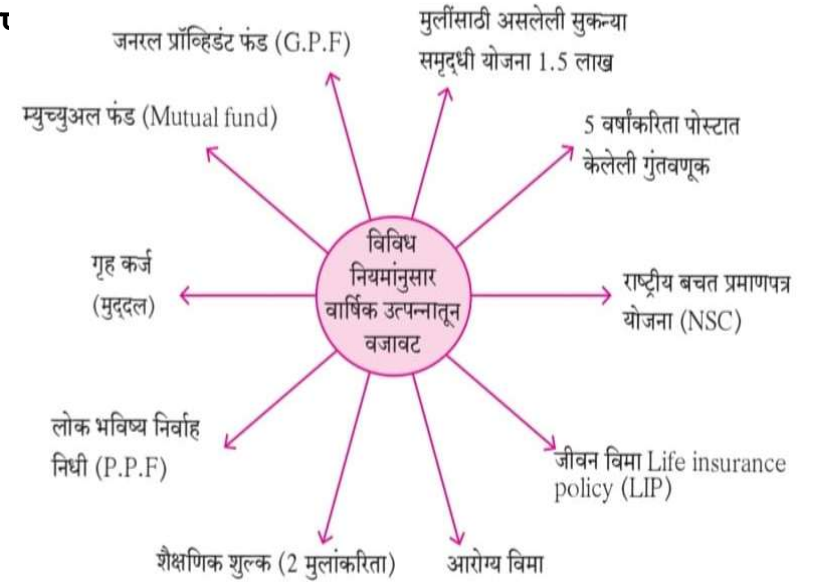 जनरल प्रॉव्हिडंट फंड (G.P.F)
मुलींसाठी असलेली सुकन्या
समृद्धी योजना 1.5 लाख
म्युच्युअल फंड (Mutual fund)
5 वर्षांकरिता पोस्टात
केलेली गुंतवणूक
विविध
नियमांनुसार
वार्षिक उत्पन्नातून
वजावट
गृह कर्ज
(मुद्दल)
राष्ट्रीय बचत प्रमाणपत्र
योजना (NSC)
लोक भविष्य निर्वाह
निधी (P.P.F)
जीवन विमा Life insurance
policy (LIP)
शैक्षणिक शुल्क (2 मुलांकरिता)
आरोग्य विमा